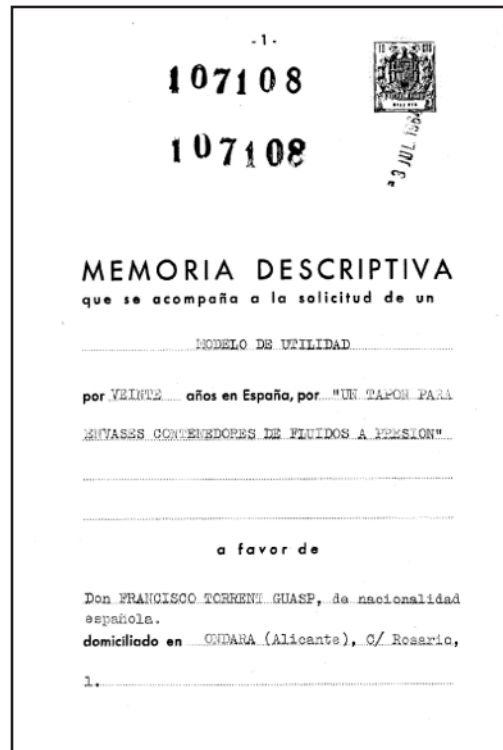 - 1 -
107108
107108
3 JUL 1964
MEMORIA DESCRIPTIVA
que se acompaña a la solicitud de un
MODELO DE UTILIDAD
por VEINTE años en España, por "UN TAPON PARA
ENVASES CONTENEDORES DE FLUIDOS A PRESION"
a favor de
Don FRANCISCO TORRENT GUASP, de nacionalidad
española.
domiciliado en ONDARA (Alicante), C/ Rosario,
1.